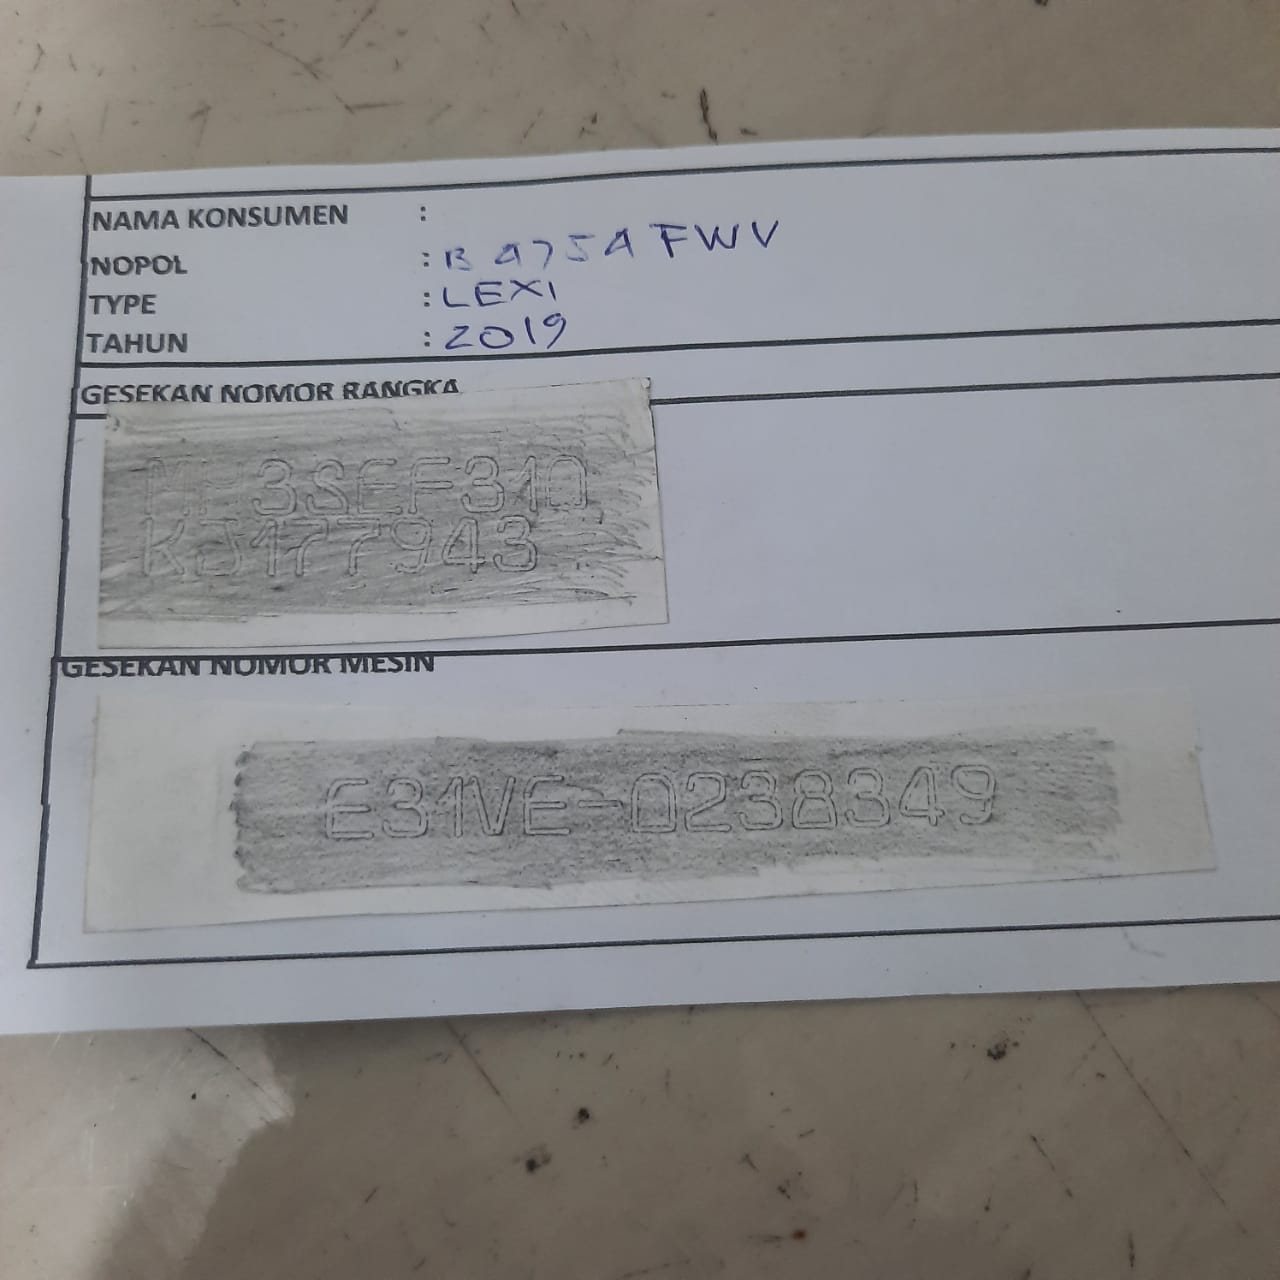 NAMA KONSUMEN :
NOPOL : B 4754 FWV
TYPE : LEXI
TAHUN : 2019
GESEKAN NOMOR RANGKA
MH3SEF310
KJ177943
GESEKAN NOMOR MESIN
E31VE-0238349